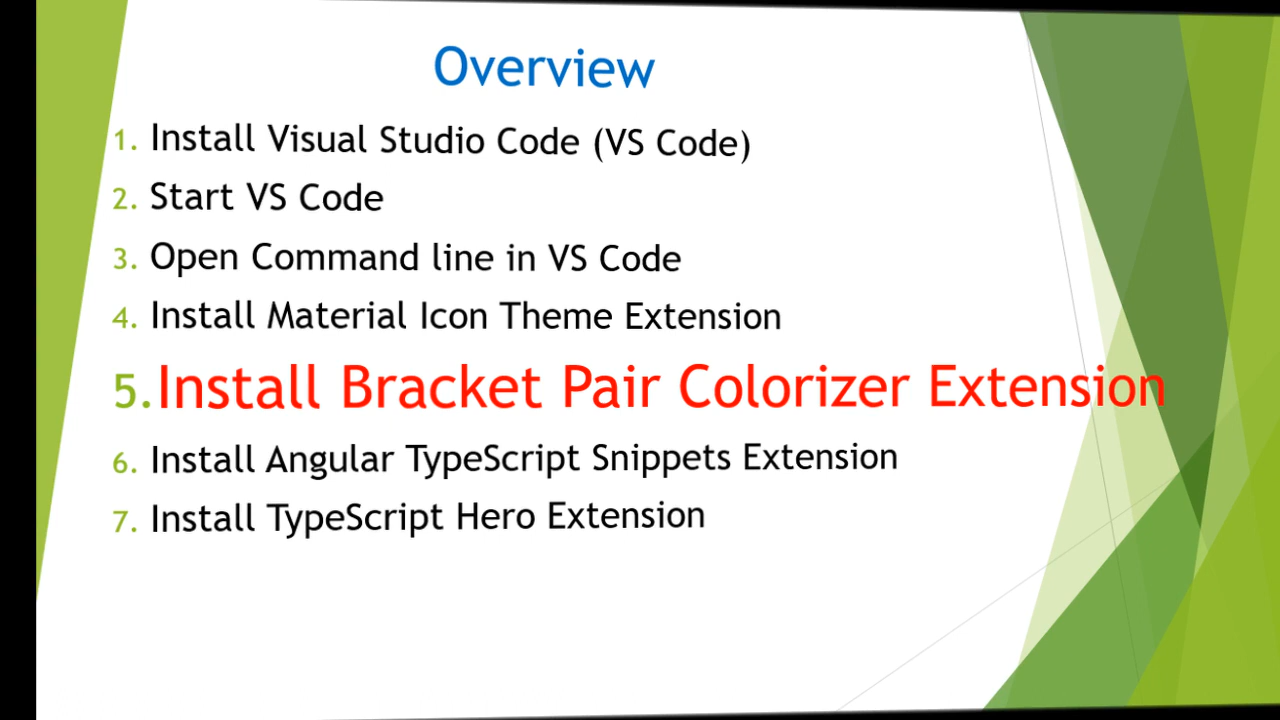 Overview
1. Install Visual Studio Code (VS Code)
2. Start VS Code
3. Open Command line in VS Code
4. Install Material Icon Theme Extension
5.Install Bracket Pair Colorizer Extension
6. Install Angular TypeScript Snippets Extension
7. Install TypeScript Hero Extension